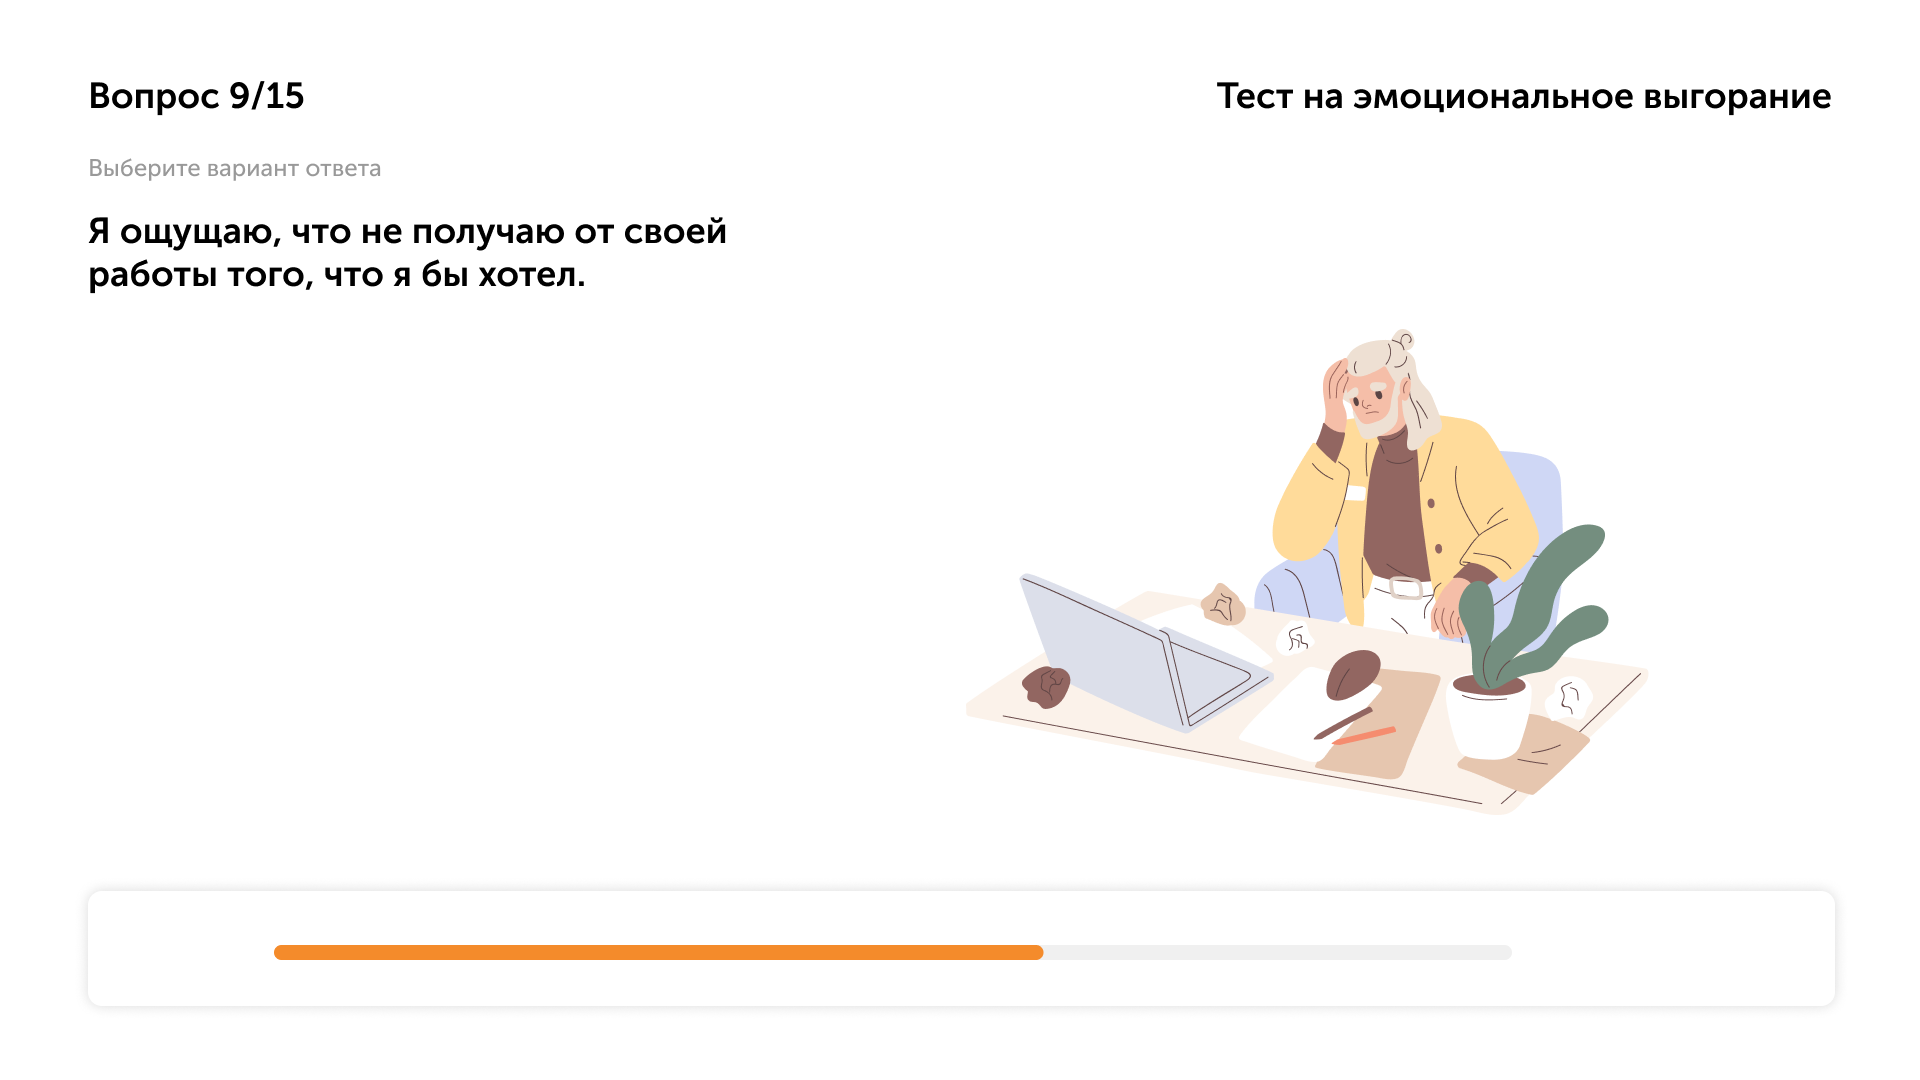 Вопрос 9/15
Тест на эмоциональное выгорание
Выберите вариант ответа
Я ощущаю, что не получаю от своей
работы того, что я бы хотел.